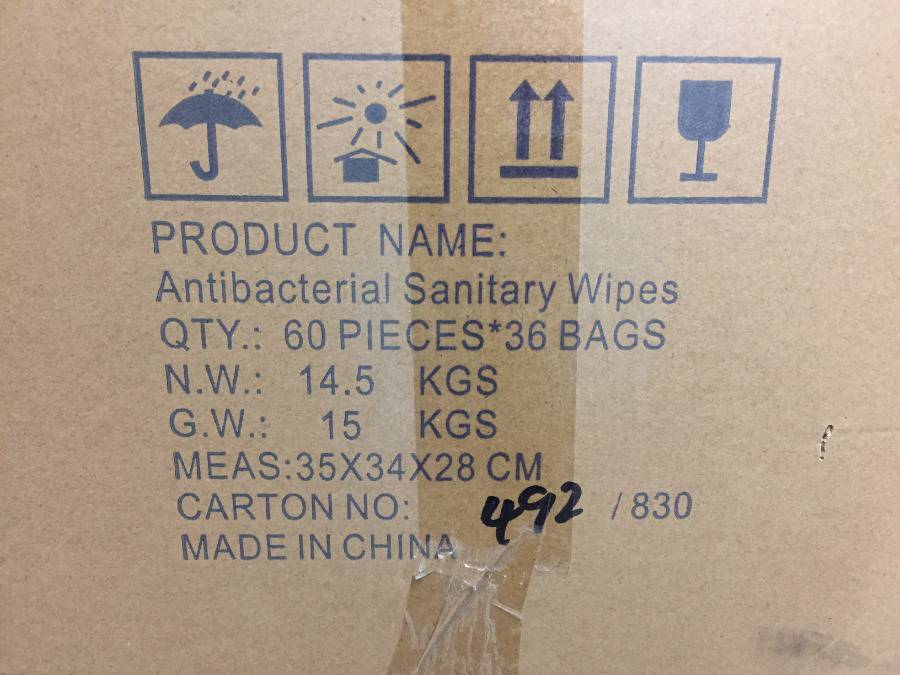 PRODUCT NAME:
Antibacterial Sanitary Wipes
QTY.: 60 PIECES*36 BAGS
N.W.: 14.5 KGS
G.W.: 15 KGS
MEAS:35X34X28 CM
CARTON NO: 492 / 830
MADE IN CHINA